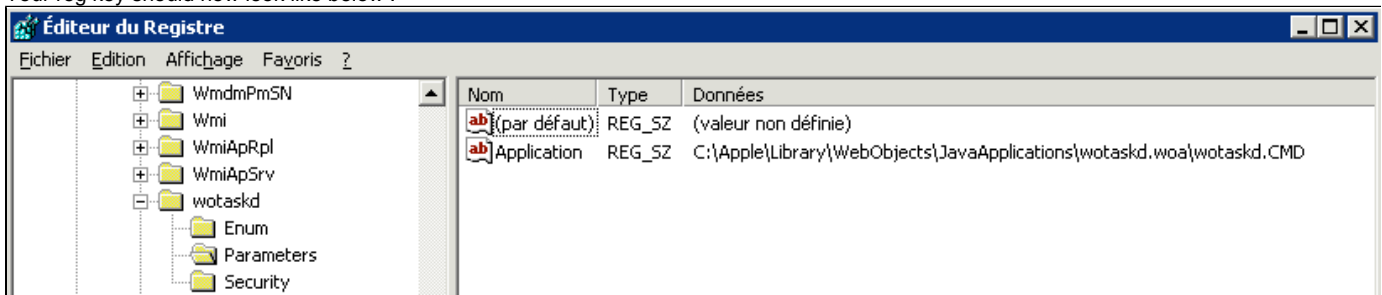 Your reg key should now look like below :
Éditeur du Registre
Fichier Edition Affichage Favoris ?
WmdmPmSN
Wmi
WmiApRpl
WmiApSrv
wotaskd
Enum
Parameters
Security
Nom Type Données
(par défaut) REG_SZ (valeur non définie)
Application REG_SZ C:\Apple\Library\WebObjects\JavaApplications\wotaskd.woa\wotaskd.CMD